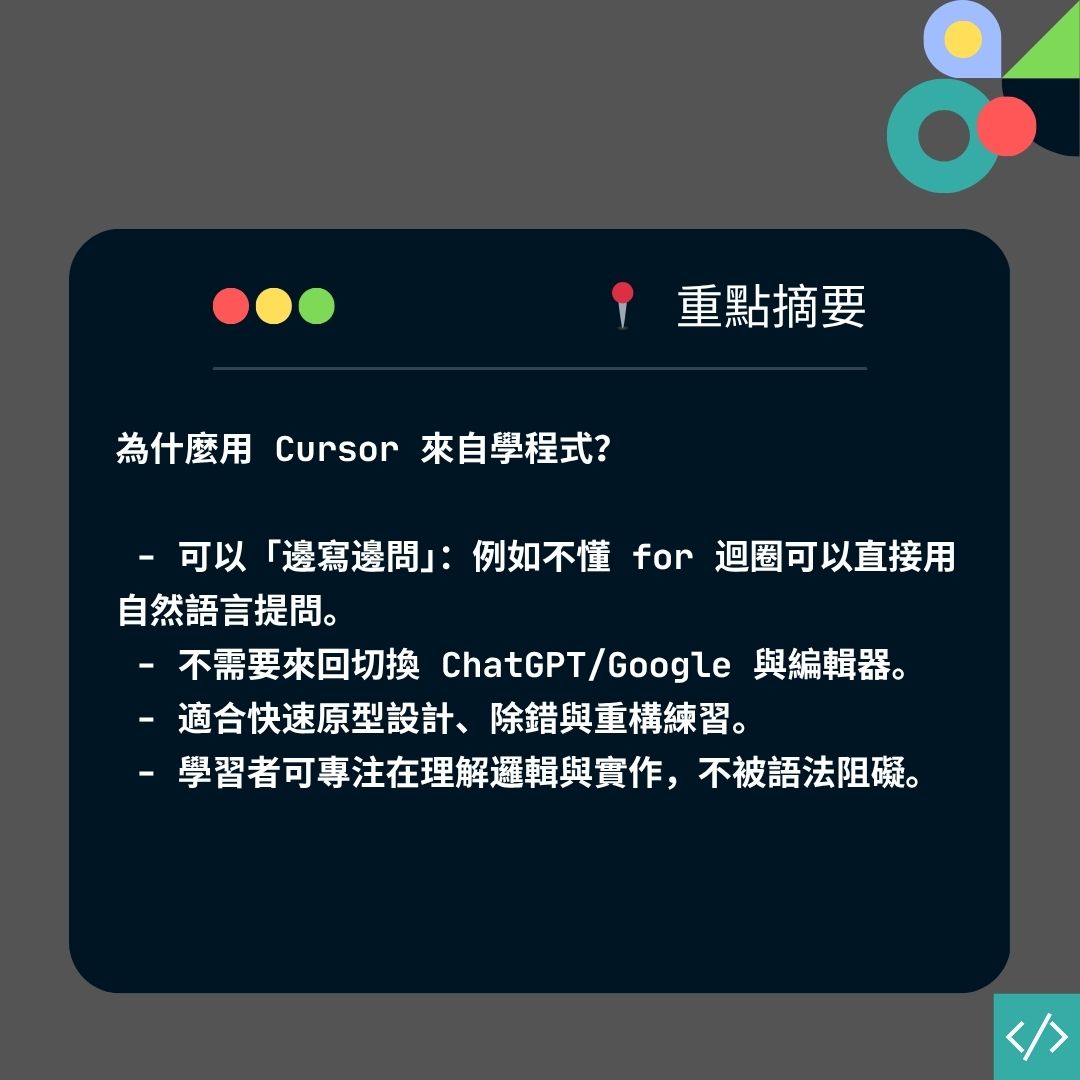 重點摘要
為什麼用 Cursor 來自學程式?
- 可以「邊寫邊問」: 例如不懂 for 迴圈可以直接用
自然語言提問。
- 不需要來回切換 ChatGPT/Google 與編輯器。
- 適合快速原型設計、除錯與重構練習。
- 學習者可專注在理解邏輯與實作，不被語法阻礙。
</>